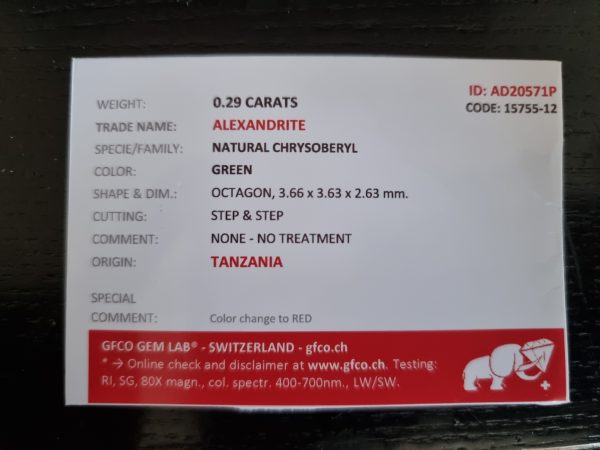 ID: AD20571P
CODE: 15755-12
WEIGHT: 0.29 CARATS
TRADE NAME: ALEXANDRITE
SPECIE/FAMILY: NATURAL CHRYSOBERYL
COLOR: GREEN
SHAPE & DIM.: OCTAGON, 3.66 x 3.63 x 2.63 mm.
CUTTING: STEP & STEP
COMMENT: NONE - NO TREATMENT
ORIGIN: TANZANIA
SPECIAL
COMMENT: Color change to RED
GFCO GEM LAB® - SWITZERLAND - gfco.ch
* → Online check and disclaimer at www.gfco.ch. Testing:
RI, SG, 80X magn., col. spectr. 400-700nm., LW/SW.